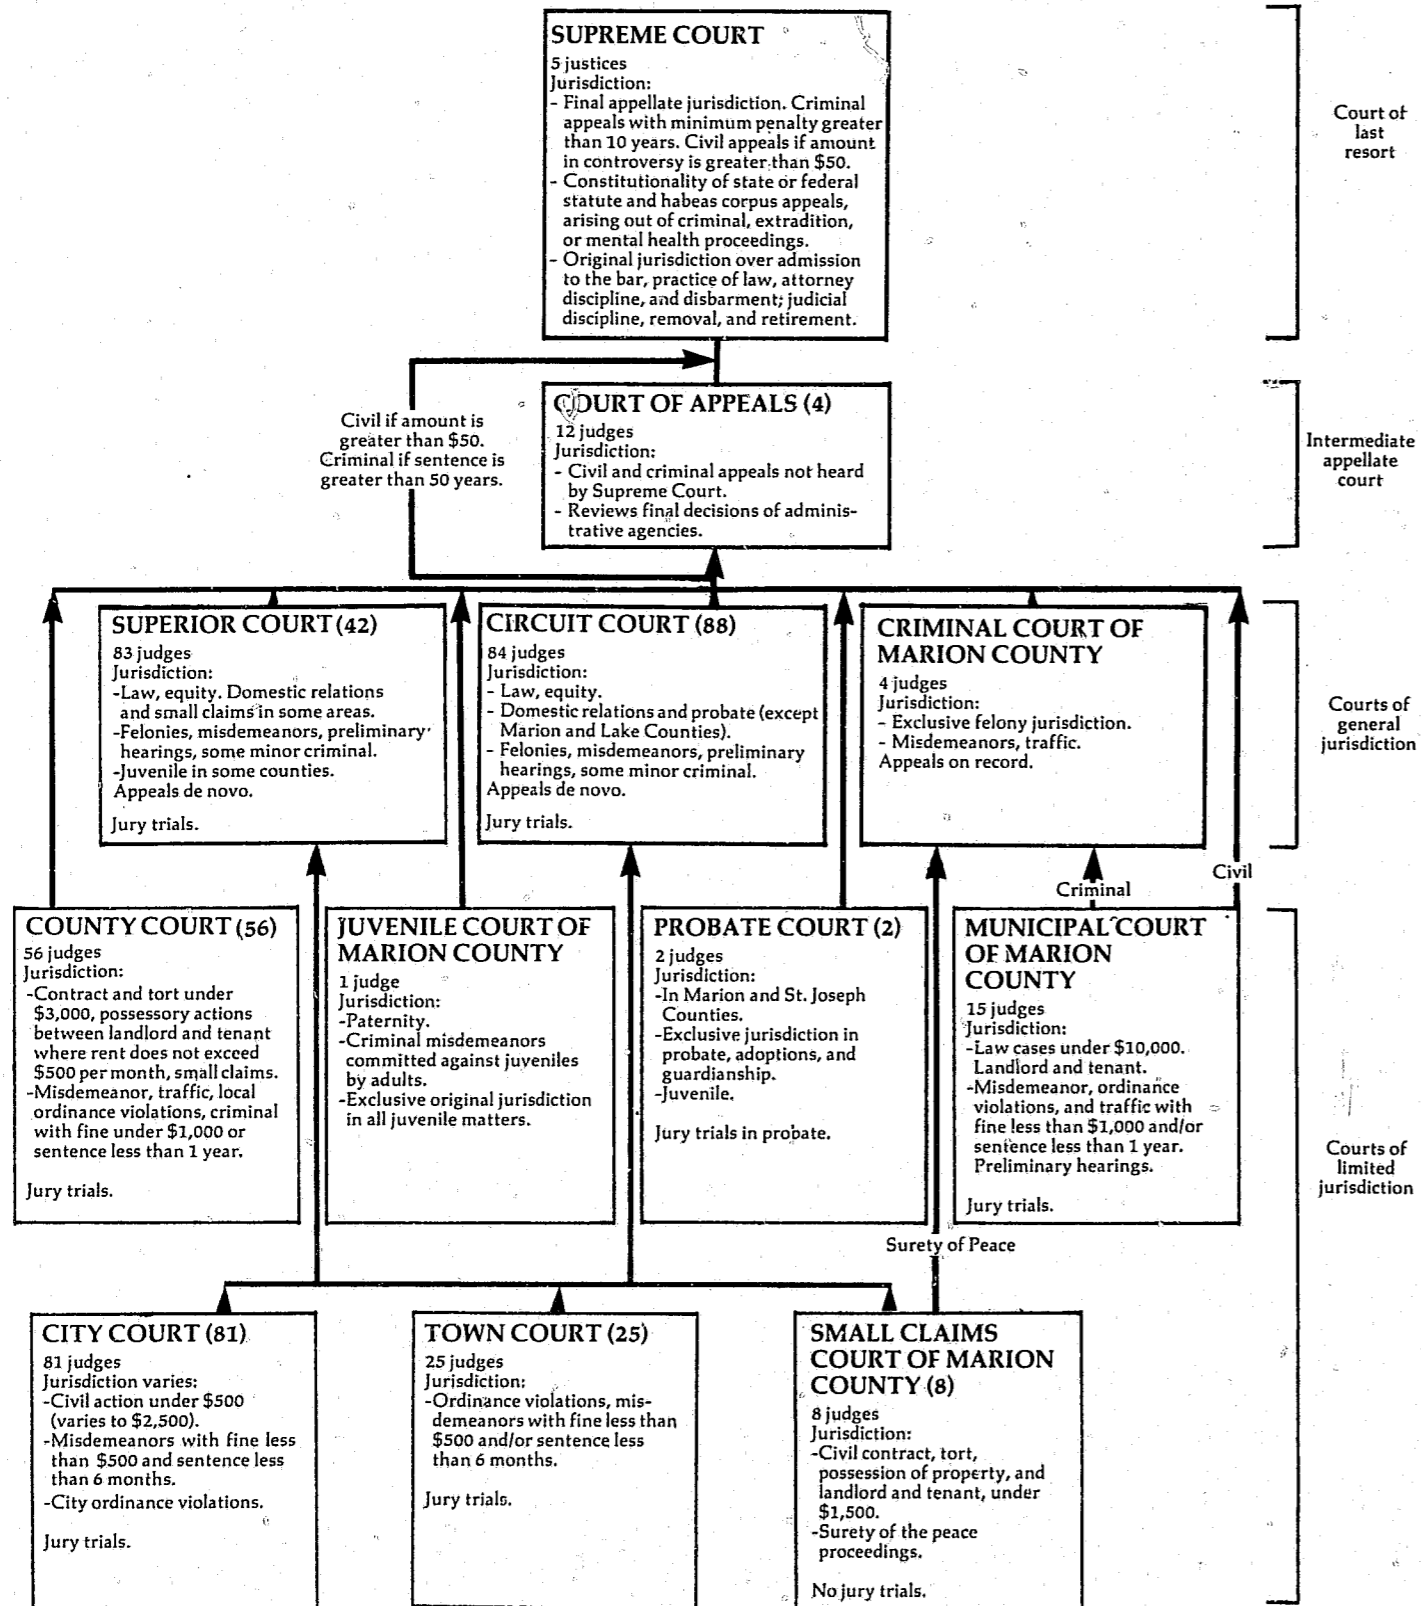 SUPREME COURT
5 justices
Jurisdiction:
- Final appellate jurisdiction. Criminal
appeals with minimum penalty greater
than 10 years. Civil appeals if amount
in controversy is greater than $50.
- Constitutionality of state or federal
statute and habeas corpus appeals,
arising out of criminal, extradition,
or mental health proceedings.
- Original jurisdiction over admission
to the bar, practice of law, attorney
discipline, and disbarment; judicial
discipline, removal, and retirement.
Court of
last
resort
Civil if amount is
greater than $50.
Criminal if sentence is
greater than 50 years.
COURT OF APPEALS (4)
12 judges
Jurisdiction:
- Civil and criminal appeals not heard
by Supreme Court.
- Reviews final decisions of adminis-
trative agencies.
Intermediate
appellate
court
SUPERIOR COURT (42)
83 judges
Jurisdiction:
-Law, equity. Domestic relations
and small claims in some areas.
-Felonies, misdemeanors, preliminary
hearings, some minor criminal.
-Juvenile in some counties.
Appeals de novo.
Jury trials.
CIRCUIT COURT (88)
84 judges
Jurisdiction:
- Law, equity.
- Domestic relations and probate (except
Marion and Lake Counties).
- Felonies, misdemeanors, preliminary
hearings, some minor criminal.
Appeals de novo.
Jury trials.
CRIMINAL COURT OF
MARION COUNTY
4 judges
Jurisdiction:
- Exclusive felony jurisdiction.
- Misdemeanors, traffic.
Appeals on record.
Courts of
general
jurisdiction
Criminal
Civil
COUNTY COURT (56)
56 judges
Jurisdiction:
-Contract and tort under
$3,000, possessory actions
between landlord and tenant
where rent does not exceed
$500 per month, small claims.
-Misdemeanor, traffic, local
ordinance violations, criminal
with fine under $1,000 or
sentence less than 1 year.
Jury trials.
JUVENILE COURT OF
MARION COUNTY
1 judge
Jurisdiction:
-Paternity.
-Criminal misdemeanors
committed against juveniles
by adults.
-Exclusive original jurisdiction
in all juvenile matters.
PROBATE COURT (2)
2 judges
Jurisdiction:
-In Marion and St. Joseph
Counties.
-Exclusive jurisdiction in
probate, adoptions, and
guardianship.
-Juvenile.
Jury trials in probate.
MUNICIPAL COURT
OF MARION
COUNTY
15 judges
Jurisdiction:
-Law cases under $10,000.
Landlord and tenant.
-Misdemeanor, ordinance
violations, and traffic with
fine less than $1,000 and/or
sentence less than 1 year.
Preliminary hearings.
Jury trials.
Courts of
limited
jurisdiction
Surety of Peace
CITY COURT (81)
81 judges
Jurisdiction varies:
-Civil action under $500
(varies to $2,500).
-Misdemeanors with fine less
than $500 and sentence less
than 6 months.
-City ordinance violations.
Jury trials.
TOWN COURT (25)
25 judges
Jurisdiction:
-Ordinance violations, mis-
demeanors with fine less than
$500 and/or sentence less
than 6 months.
Jury trials.
SMALL CLAIMS
COURT OF MARION
COUNTY (8)
8 judges
Jurisdiction:
-Civil contract, tort,
possession of property, and
landlord and tenant, under
$1,500.
-Surety of the peace
proceedings.
No jury trials.